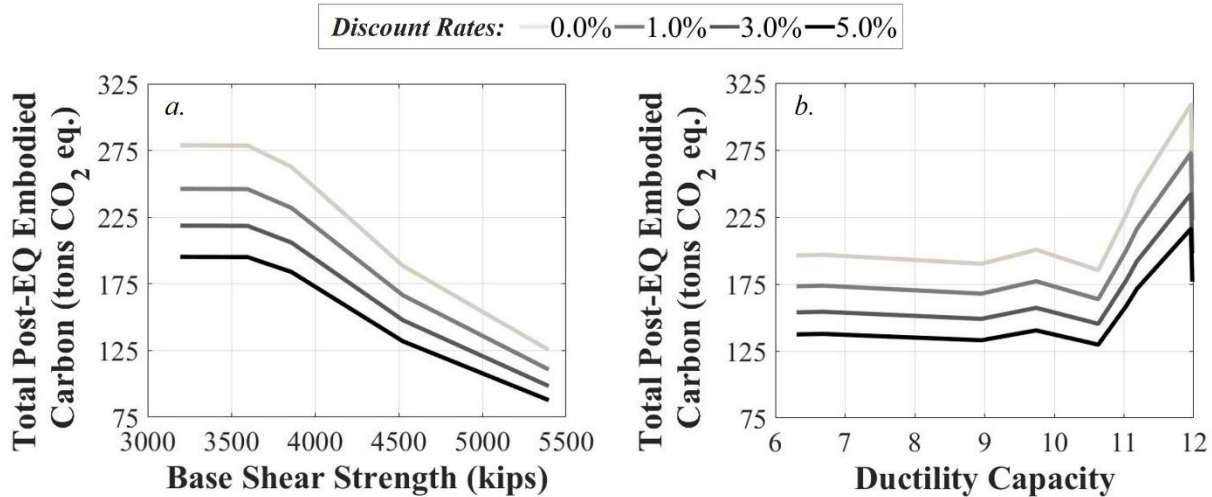 Discount Rates: 0.0% 1.0% 3.0% 5.0%
a.
Total Post-EQ Embodied
Carbon (tons CO2 eq.)
325
275
225
175
125
75
3000 3500 4000 4500 5000 5500
Base Shear Strength (kips)
b.
Total Post-EQ Embodied
Carbon (tons CO2 eq.)
325
275
225
175
125
75
6 7 8 9 10 11 12
Ductility Capacity